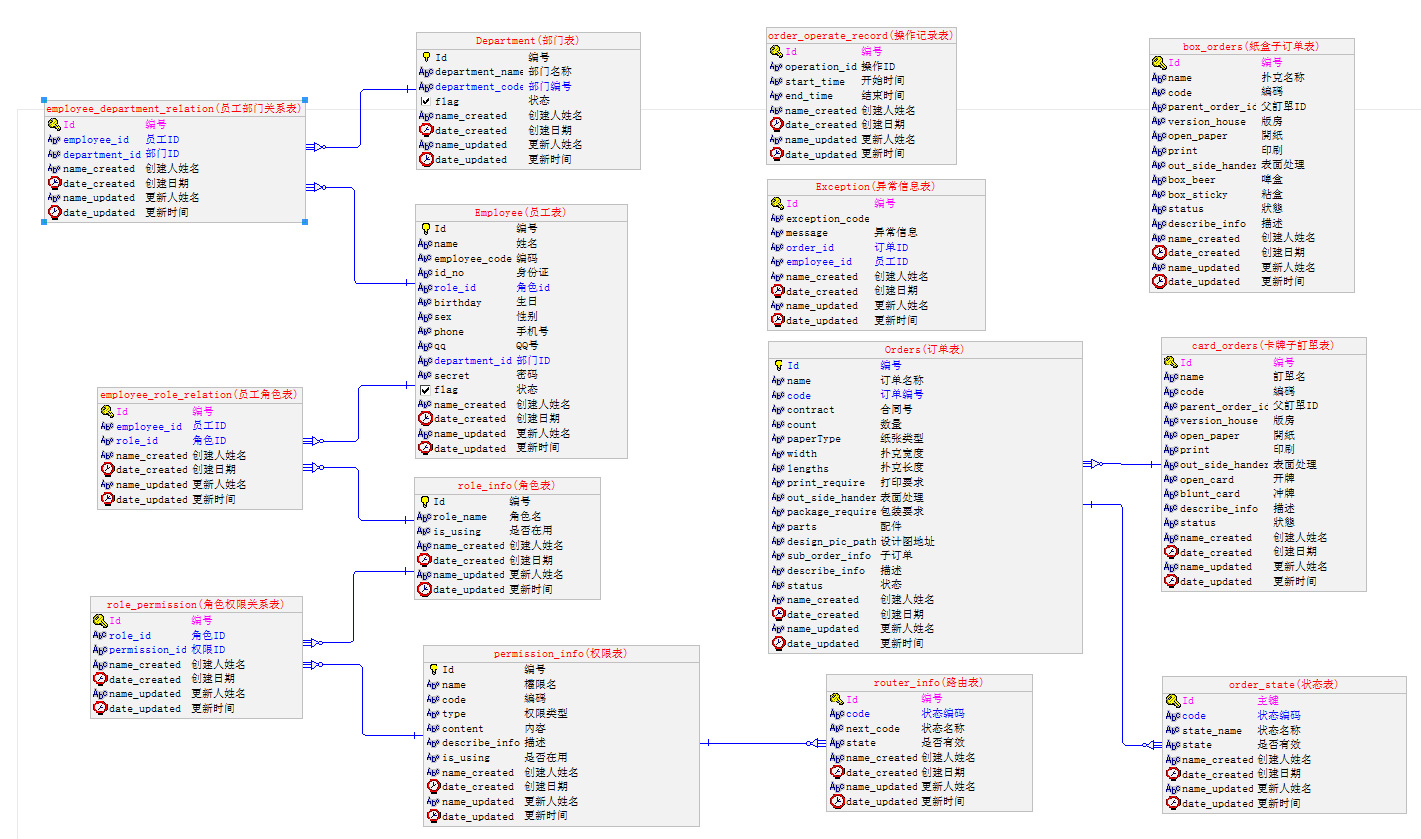 Department(部门表)
Id 编号
department_name 部门名称
department_code 部门编号
flag 状态
name_created 创建人姓名
date_created 创建日期
name_updated 更新人姓名
date_updated 更新时间
employee_department_relation(员工部门关系表)
Id 编号
employee_id 员工ID
department_id 部门ID
name_created 创建人姓名
date_created 创建日期
name_updated 更新人姓名
date_updated 更新时间
Employee(员工表)
Id 编号
name 姓名
employee_code 编码
id_no 身份证
role_id 角色id
birthday 生日
sex 性别
phone 手机号
qq QQ号
department_id 部门ID
secret 密码
flag 状态
name_created 创建人姓名
date_created 创建日期
name_updated 更新人姓名
date_updated 更新时间
employee_role_relation(员工角色表)
Id 编号
employee_id 员工ID
role_id 角色ID
name_created 创建人姓名
date_created 创建日期
name_updated 更新人姓名
date_updated 更新时间
role_info(角色表)
Id 编号
role_name 角色名
is_using 是否在用
name_created 创建人姓名
date_created 创建日期
name_updated 更新人姓名
date_updated 更新时间
role_permission(角色权限关系表)
Id 编号
role_id 角色ID
permission_id 权限ID
name_created 创建人姓名
date_created 创建日期
name_updated 更新人姓名
date_updated 更新时间
permission_info(权限表)
Id 编号
name 權限名
code 编码
type 权限类型
content 内容
describe_info 描述
is_using 是否在用
name_created 创建人姓名
date_created 创建日期
name_updated 更新人姓名
date_updated 更新时间
order_operate_record(操作记录表)
Id 编号
operation_id 操作ID
start_time 开始时间
end_time 结束时间
name_created 创建人姓名
date_created 创建日期
name_updated 更新人姓名
date_updated 更新时间
Exception(异常信息表)
Id 编号
exception_code
message 异常信息
order_id 订单ID
employee_id 员工ID
name_created 创建人姓名
date_created 创建日期
name_updated 更新人姓名
date_updated 更新时间
Orders(订单表)
Id 编号
name 订单名称
code 订单编号
contract 合同号
count 数量
paperType 纸张类型
width 扑克宽度
lengths 扑克长度
print_require 打印要求
out_side_hander 表面处理
package_require 包装要求
parts 配件
design_pic_path 设计图地址
sub_order_info 子订单
describe_info 描述
status 状态
name_created 创建人姓名
date_created 创建日期
name_updated 更新人姓名
date_updated 更新时间
router_info(路由表)
Id 编号
code 状态编码
next_code 状态名称
state 是否有效
name_created 创建人姓名
date_created 创建日期
name_updated 更新人姓名
date_updated 更新时间
box_orders(紙盒子订单表)
Id 编号
name 扑克名称
code 编碼
parent_order_id 父訂單ID
version_house 版房
open_paper 開紙
print 印刷
out_side_hander 表面处理
box_beer 啤盒
box_sticky 粘盒
status 狀態
describe_info 描述
name_created 创建人姓名
date_created 创建日期
name_updated 更新人姓名
date_updated 更新时间
card_orders(卡牌子訂單表)
Id 编号
name 訂單名
code 编碼
parent_order_id 父訂單ID
version_house 版房
open_paper 開紙
print 印刷
out_side_hander 表面处理
open_card 开牌
blunt_card 冲牌
describe_info 描述
status 狀態
name_created 创建人姓名
date_created 创建日期
name_updated 更新人姓名
date_updated 更新时间
order_state(状态表)
Id 主键
code 状态编码
state_name 状态名称
state 是否有效
name_created 创建人姓名
date_created 创建日期
name_updated 更新人姓名
date_updated 更新时间